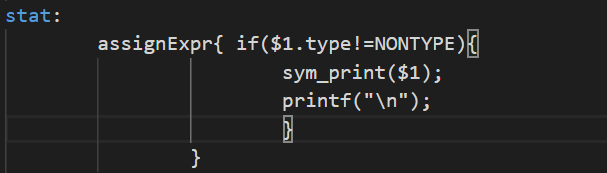 stat:
assignExpr{ if($1.type!=NONTYPE){
sym_print($1);
printf("\n");
}
}